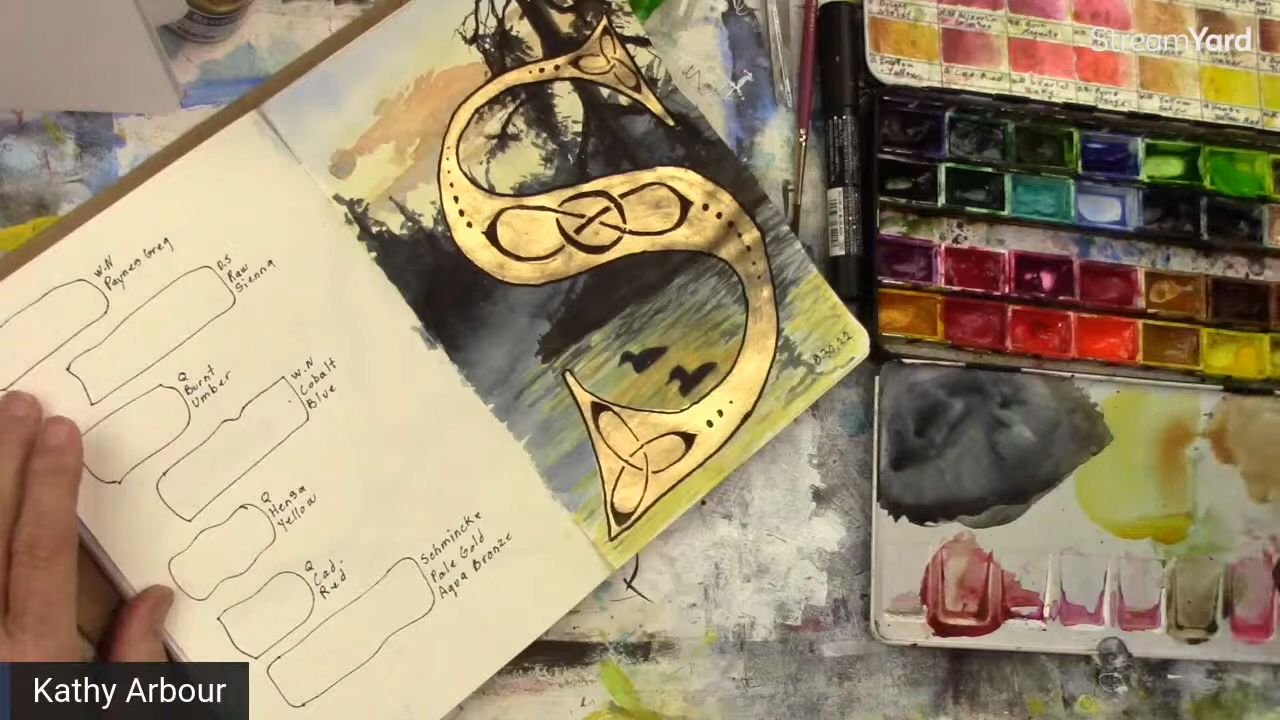 StreamYard
W.N
Paynes Grey
D.S
Raw
Sienna
Q
Burnt
Umber
W.N
Cobalt
Blue
Q
Hensa
Yellow
Q
Cad.
Red
Schmincke
Pale Gold
Aqua Bronze
S
8.30.22
Kathy Arbour